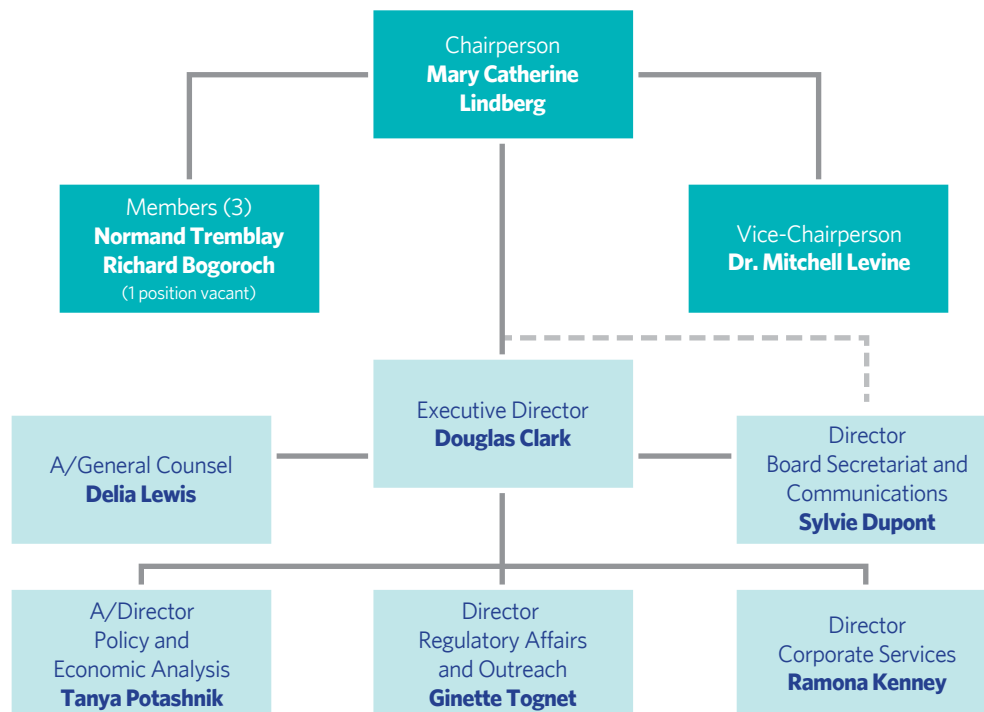 Chairperson
Mary Catherine
Lindberg
Members (3)
Normand Tremblay
Richard Bogoroch
(1 position vacant)
Vice-Chairperson
Dr. Mitchell Levine
Executive Director
Douglas Clark
A/General Counsel
Delia Lewis
Director
Board Secretariat and
Communications
Sylvie Dupont
A/Director
Policy and
Economic Analysis
Tanya Potashnik
Director
Regulatory Affairs
and Outreach
Ginette Tognet
Director
Corporate Services
Ramona Kenney